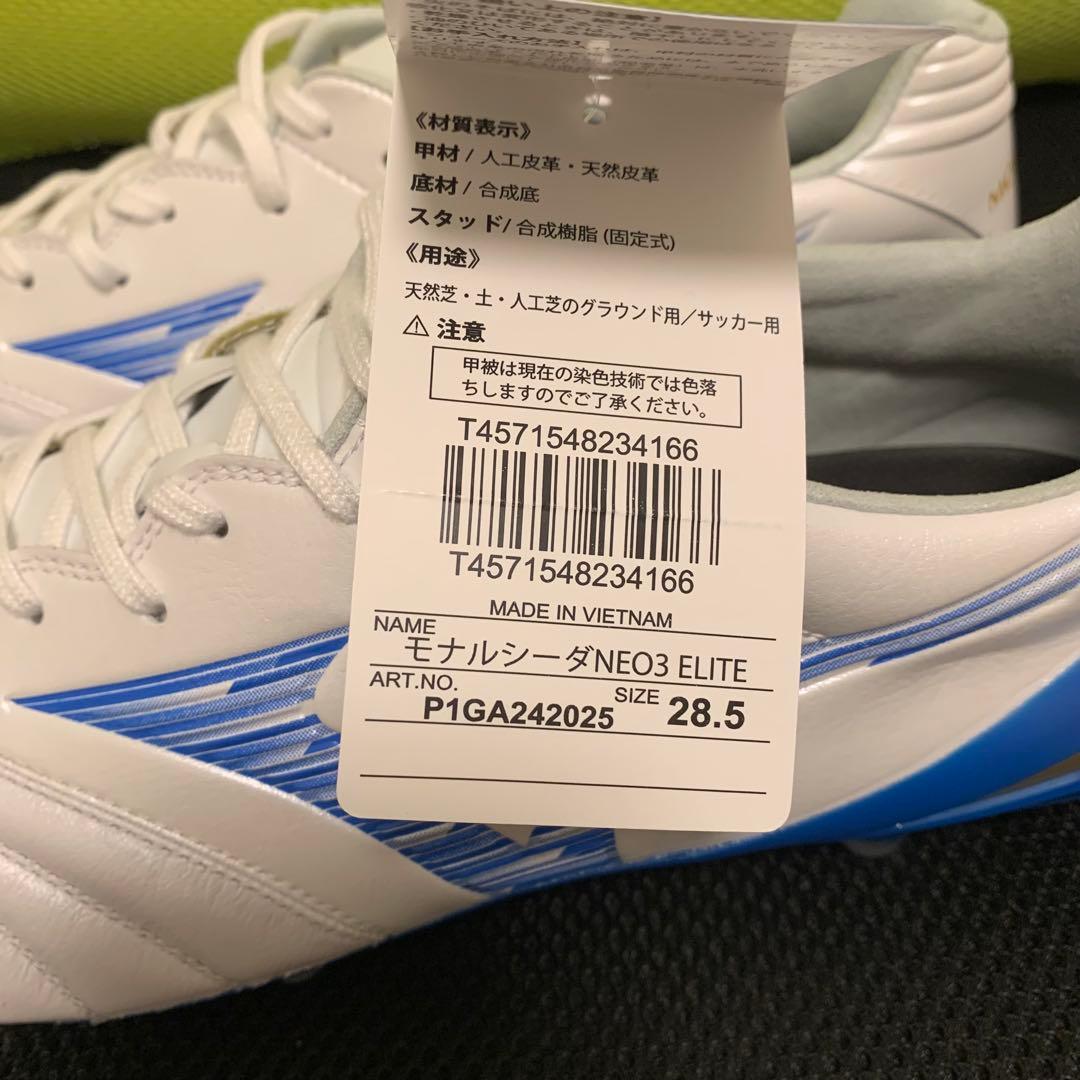 《材質表示》
甲材 / 人工皮革・天然皮革
底材 / 合成底
スタッド/ 合成樹脂 (固定式)
《用途》
天然芝・土・人工芝のグラウンド用／サッカー用
⚠ 注意
甲被は現在の染色技術では色落
ちしますのでご了承ください。
T4571548234166
T4571548234166
MADE IN VIETNAM
NAME
モナルシーダNEO3 ELITE
ART.NO.
P1GA242025
SIZE 28.5